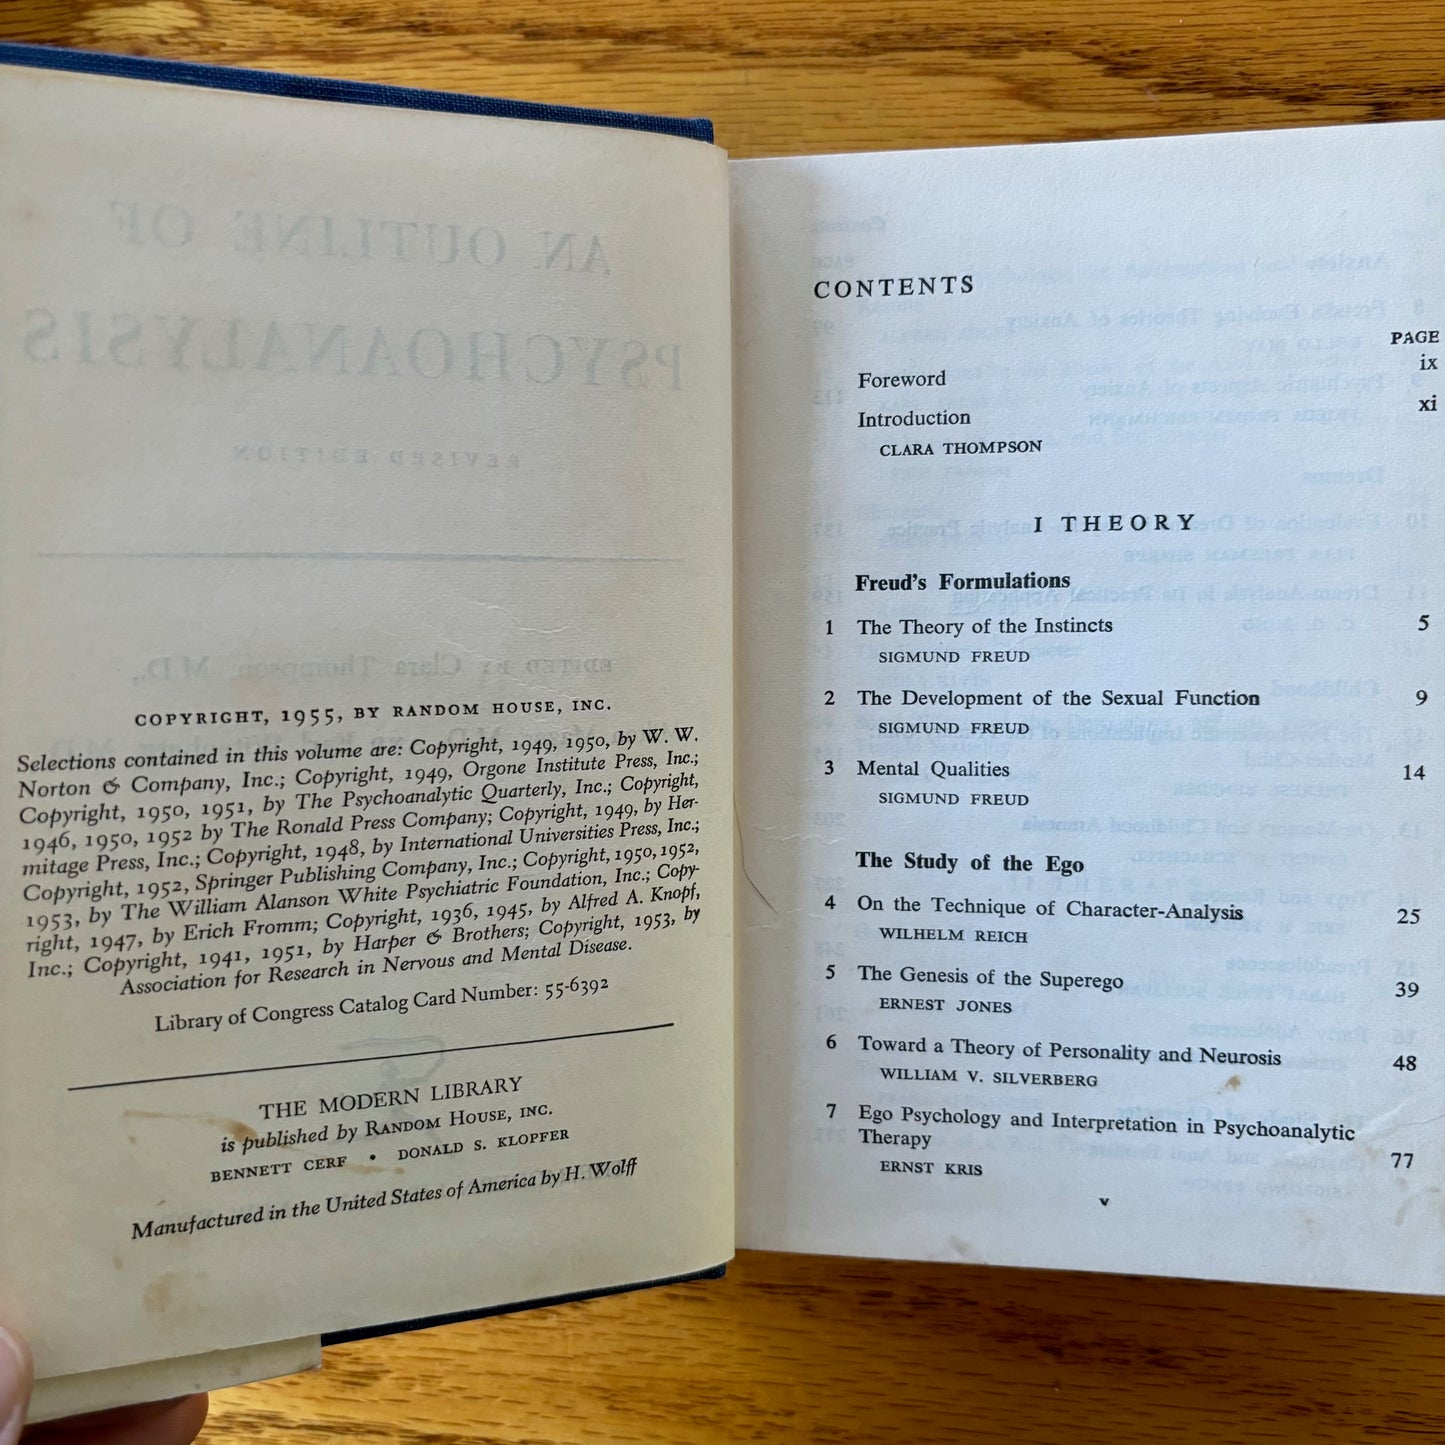 COPYRIGHT, 1955, BY RANDOM HOUSE, INC.
Selections contained in this volume are: Copyright, 1949, 1950, by W. W.
Norton & Company, Inc.; Copyright, 1949, Orgone Institute Press, Inc.;
Copyright, 1950, 1951, by The Psychoanalytic Quarterly, Inc.; Copyright,
1946, 1950, 1952 by The Ronald Press Company; Copyright, 1949, by Her-
mitage Press, Inc.; Copyright, 1948, by International Universities Press, Inc.;
Copyright, 1952, Springer Publishing Company, Inc.; Copyright, 1950, 1952,
1953, by The William Alanson White Psychiatric Foundation, Inc.; Copy-
right, 1947, by Erich Fromm; Copyright, 1936, 1945, by Alfred A. Knopf,
Inc.; Copyright, 1941, 1951, by Harper & Brothers; Copyright, 1953, by
Association for Research in Nervous and Mental Disease.
Library of Congress Catalog Card Number: 55-6392
THE MODERN LIBRARY
is published by RANDOM HOUSE, INC.
BENNETT CERF • DONALD S. KLOPFER
Manufactured in the United States of America by H. Wolff
CONTENTS
PAGE
Foreword ix
Introduction xi
CLARA THOMPSON
I THEORY
Freud's Formulations
1 The Theory of the Instincts 5
SIGMUND FREUD
2 The Development of the Sexual Function 9
SIGMUND FREUD
3 Mental Qualities 14
SIGMUND FREUD
The Study of the Ego
4 On the Technique of Character-Analysis 25
WILHELM REICH
5 The Genesis of the Superego 39
ERNEST JONES
6 Toward a Theory of Personality and Neurosis 48
WILLIAM V. SILVERBERG
7 Ego Psychology and Interpretation in Psychoanalytic
Therapy 77
ERNST KRIS
v